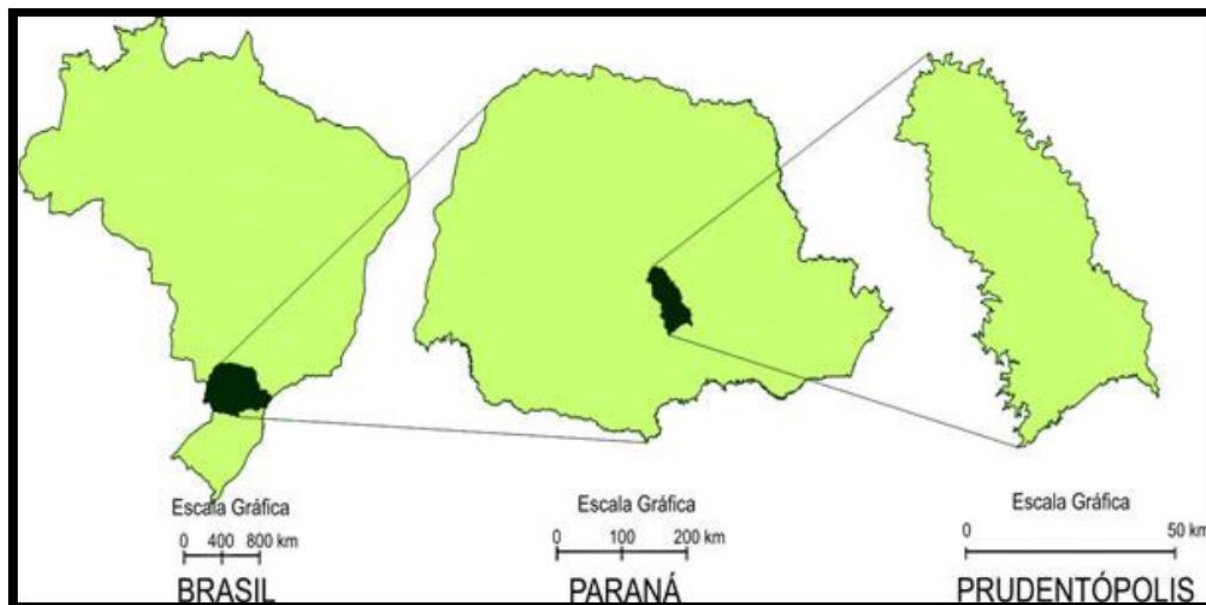 Escala Gráfica
0 400 800 km
BRASIL
Escala Gráfica
0 100 200 km
PARANÁ
Escala Gráfica
0 50 km
PRUDENTÓPOLIS